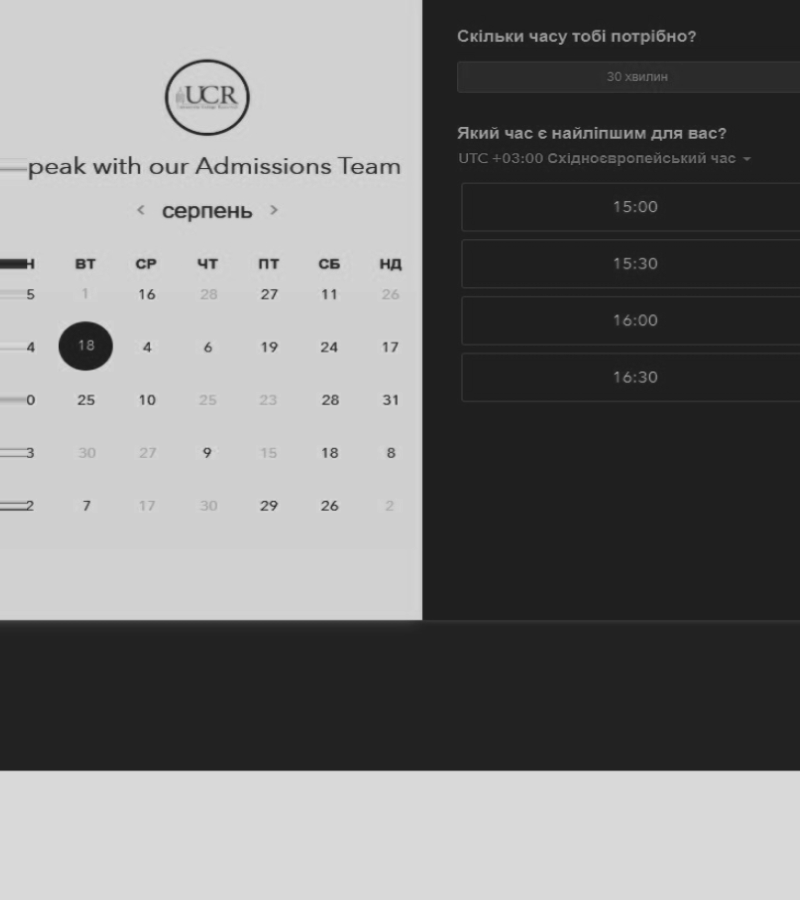 UCR
peak with our Admissions Team
< серпень >
Н ВТ СР ЧТ ПТ СБ НД
5 1 16 28 27 11 26
4 18 4 6 19 24 17
0 25 10 25 23 28 31
3 30 27 9 15 18 8
2 7 17 30 29 26 2
Скільки часу тобі потрібно?
30 хвилин
Який час є найліпшим для вас?
UTC +03:00 Східноєвропейський час
15:00
15:30
16:00
16:30